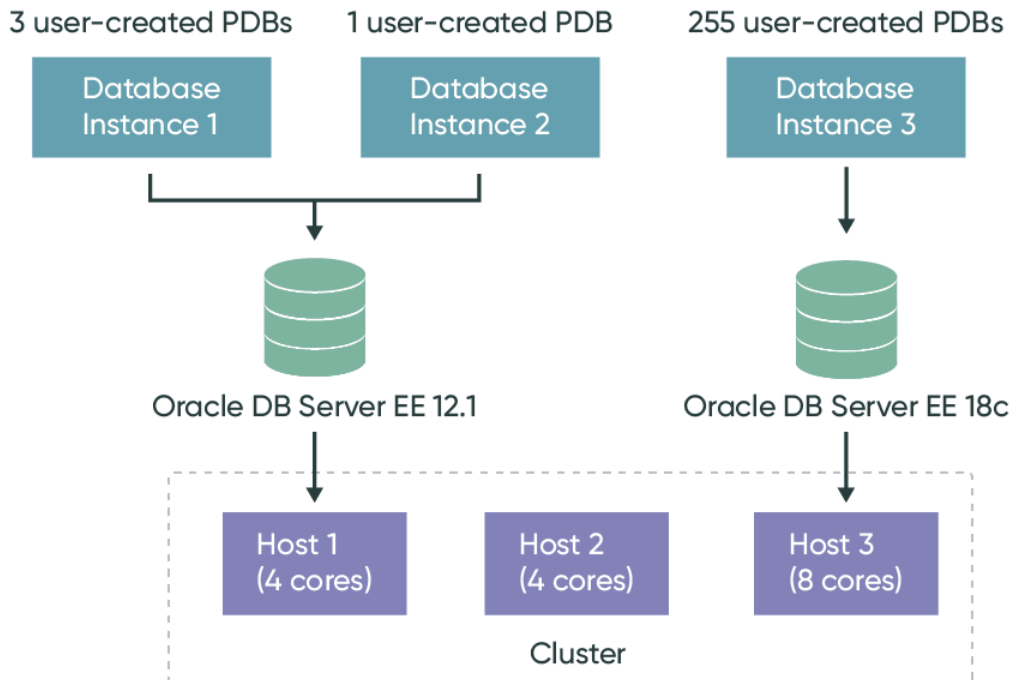 3 user-created PDBs
1 user-created PDB
255 user-created PDBs
Database
Instance 1
Database
Instance 2
Database
Instance 3
Oracle DB Server EE 12.1
Oracle DB Server EE 18c
Host 1
(4 cores)
Host 2
(4 cores)
Host 3
(8 cores)
Cluster